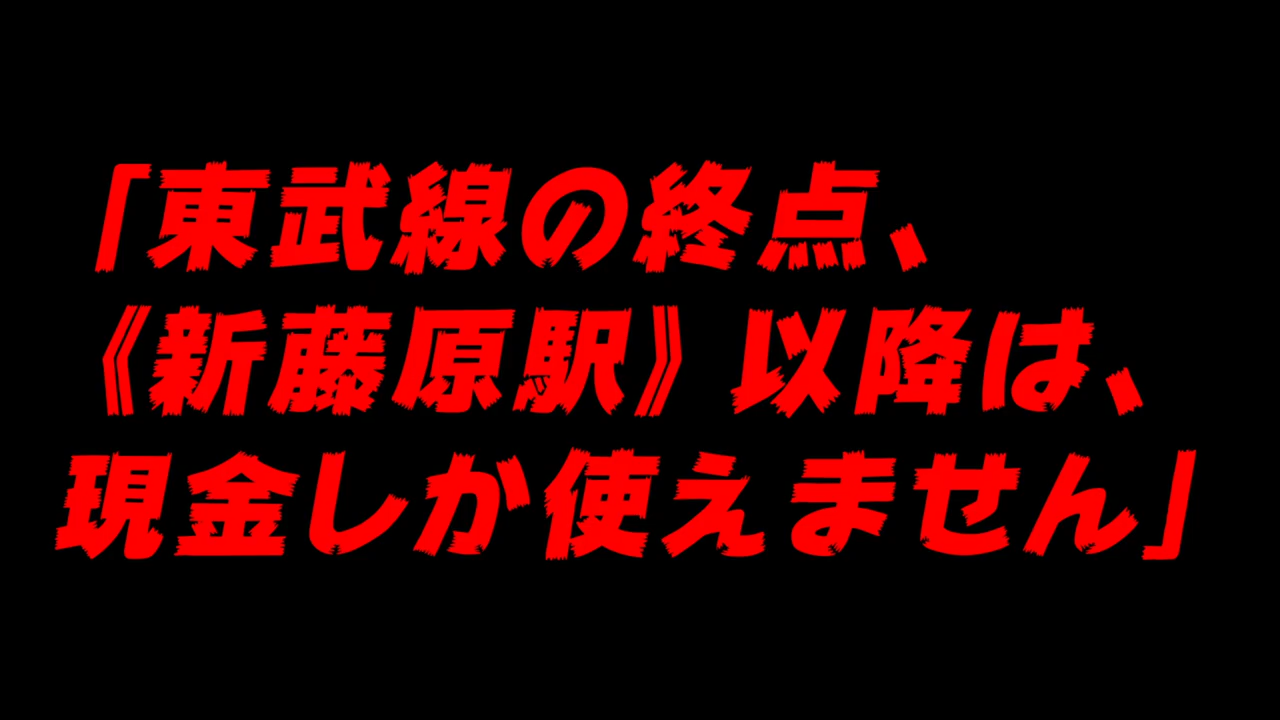 「東武線の終点、
《新藤原駅》以降は、
現金しか使えません」